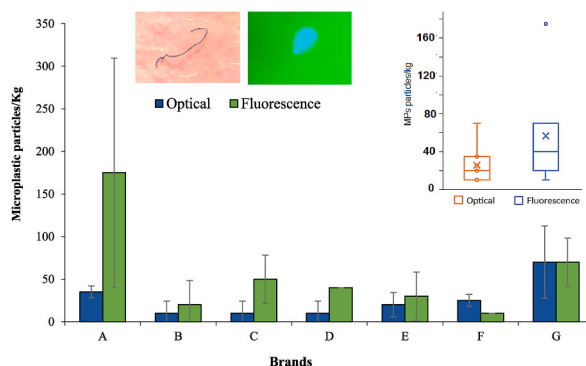 350
300
250
200
150
100
50
0
Microplastic particles/Kg
Optical
Fluorescence
A
B
C
D
E
F
G
Brands
160
120
80
40
0
MPs particles/kg
Optical
Fluorescence